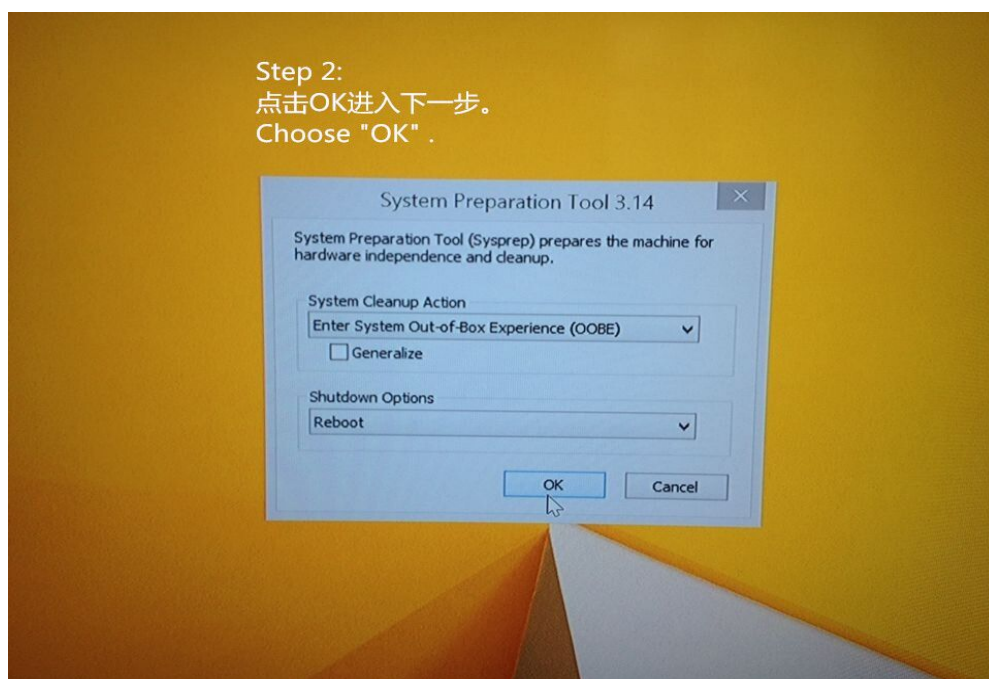 Step 2:
点击OK进入下一步。
Choose "OK" .
System Preparation Tool 3.14
System Preparation Tool (Sysprep) prepares the machine for
hardware independence and cleanup.
System Cleanup Action
Enter System Out-of-Box Experience (OOBE)
Generalize
Shutdown Options
Reboot
OK
Cancel